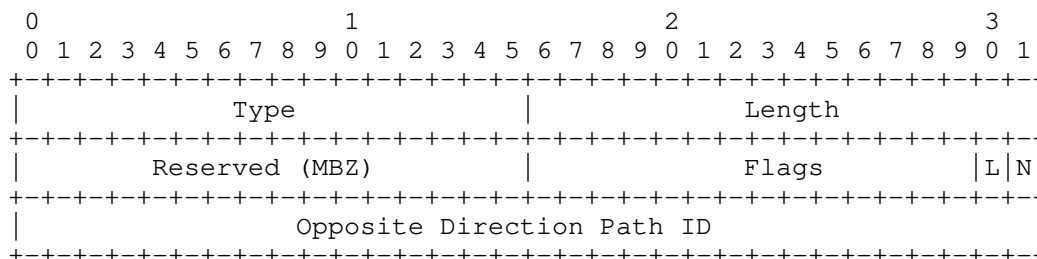 0                   1                   2                   3
 0 1 2 3 4 5 6 7 8 9 0 1 2 3 4 5 6 7 8 9 0 1 2 3 4 5 6 7 8 9 0 1
+-+-+-+-+-+-+-+-+-+-+-+-+-+-+-+-+-+-+-+-+-+-+-+-+-+-+-+-+-+-+-+-
|             Type              |             Length
+-+-+-+-+-+-+-+-+-+-+-+-+-+-+-+-+-+-+-+-+-+-+-+-+-+-+-+-+-+-+-+-
|        Reserved (MBZ)         |             Flags         |L|N
+-+-+-+-+-+-+-+-+-+-+-+-+-+-+-+-+-+-+-+-+-+-+-+-+-+-+-+-+-+-+-+-
|                 Opposite Direction Path ID
+-+-+-+-+-+-+-+-+-+-+-+-+-+-+-+-+-+-+-+-+-+-+-+-+-+-+-+-+-+-+-+-